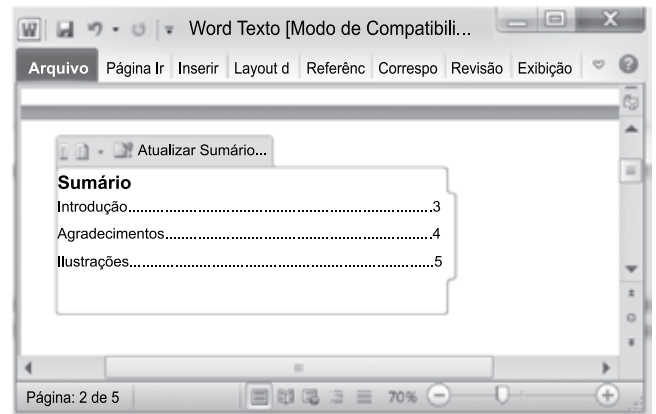 W Word Texto [Modo de Compatibili...
Arquivo Página Ir Inserir Layout d Referênc Correspo Revisão Exibição
Atualizar Sumário...
Sumário
Introdução..........................................................3
Agradecimentos..................................................4
Ilustrações.........................................................5
Página: 2 de 5 70%